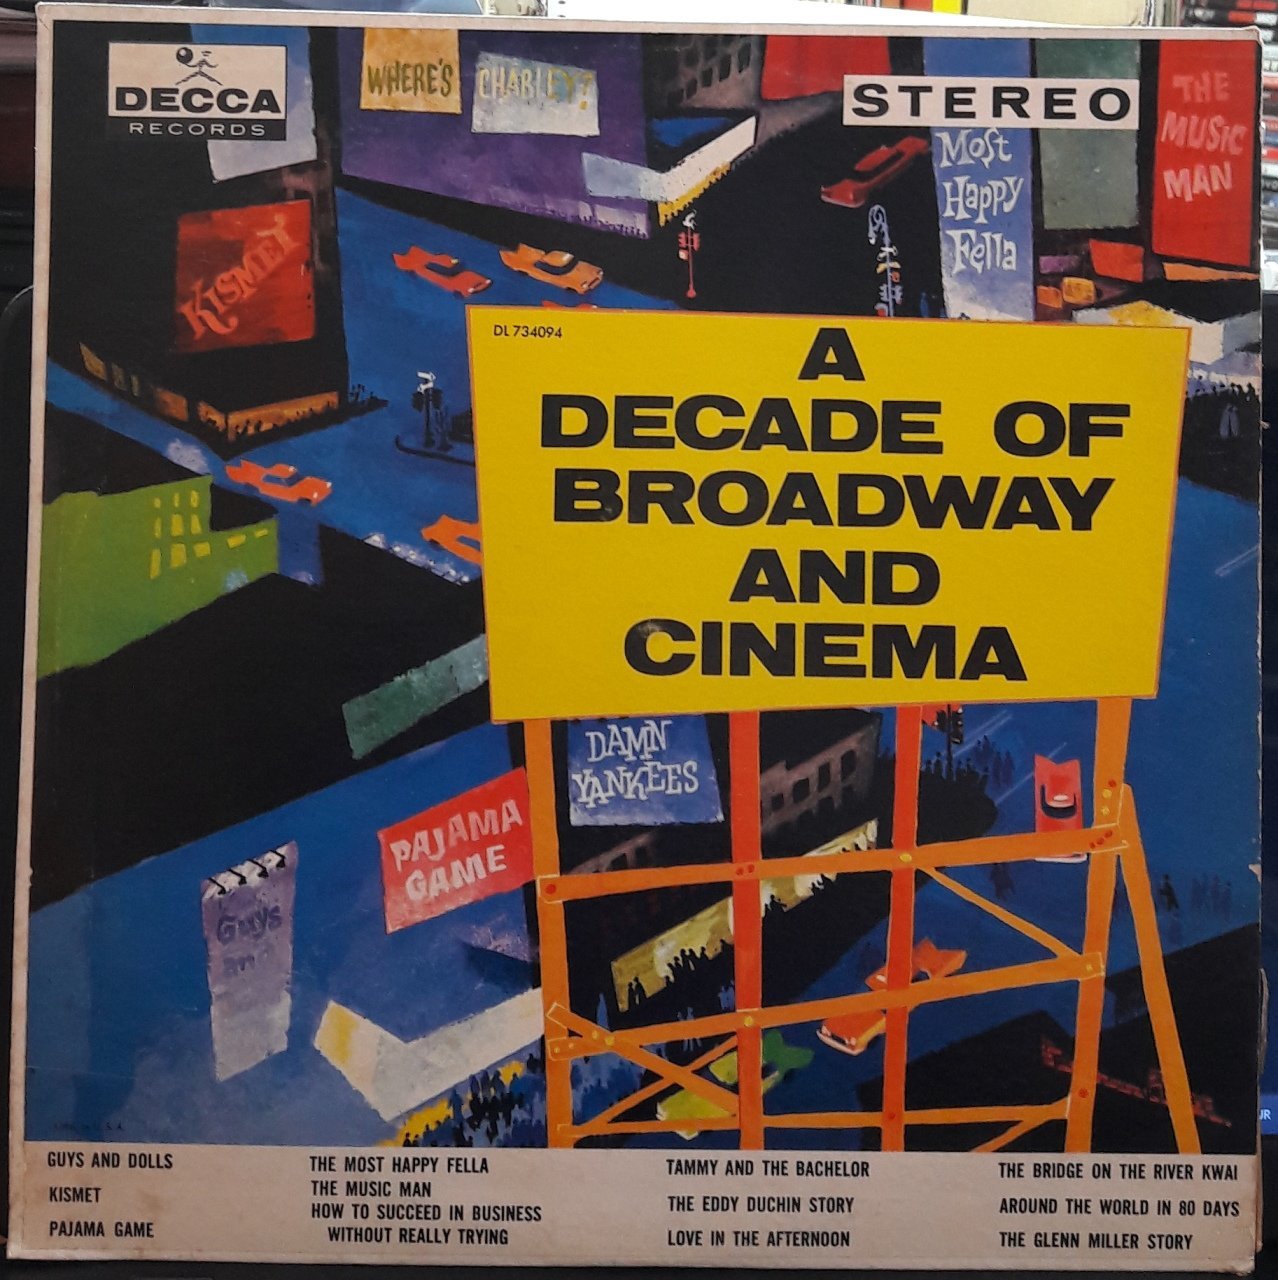 DECCA
RECORDS
WHERE'S
CHARLEY?
STEREO
THE
MUSIC
MAN
Most
Happy
Fella
KISMET
DL 734094
A
DECADE OF
BROADWAY
AND
CINEMA
DAMN
YANKEES
PAJAMA
GAME
Guys
and
GUYS AND DOLLS
KISMET
PAJAMA GAME
THE MOST HAPPY FELLA
THE MUSIC MAN
HOW TO SUCCEED IN BUSINESS
WITHOUT REALLY TRYING
TAMMY AND THE BACHELOR
THE EDDY DUCHIN STORY
LOVE IN THE AFTERNOON
THE BRIDGE ON THE RIVER KWAI
AROUND THE WORLD IN 80 DAYS
THE GLENN MILLER STORY